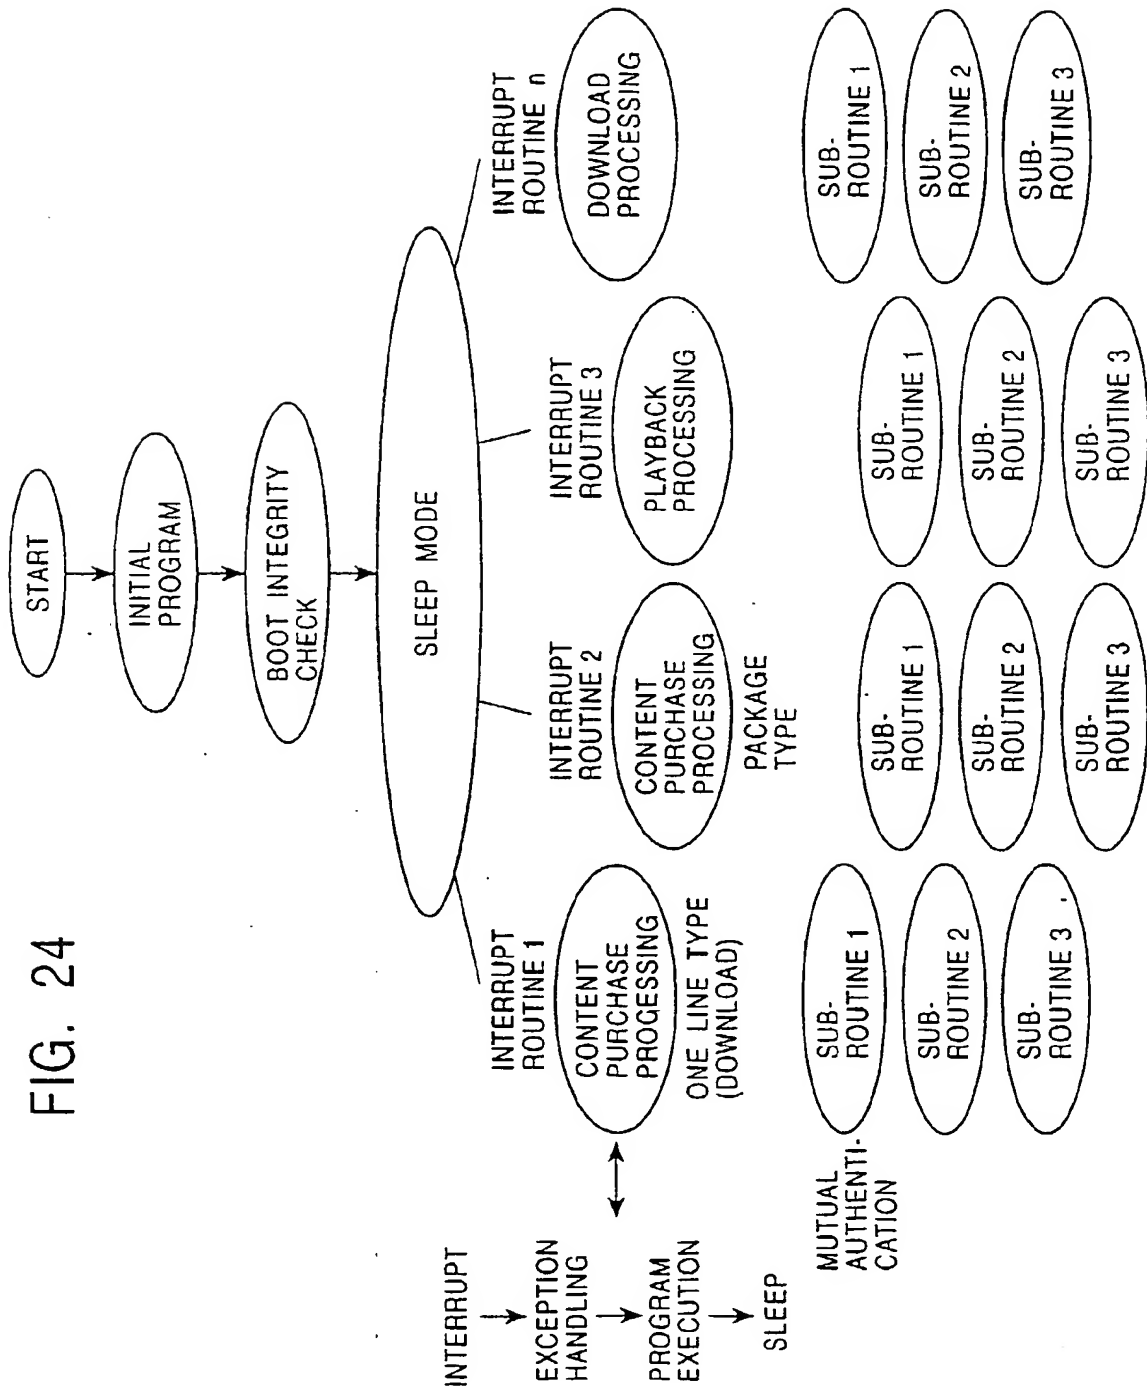 FIG. 24
START
INITIAL
PROGRAM
BOOT INTEGRITY
CHECK
SLEEP MODE
INTERRUPT
EXCEPTION
HANDLING
PROGRAM
EXECUTION
SLEEP
INTERRUPT
ROUTINE 1
CONTENT
PURCHASE
PROGESSING
ONE LINE TYPE
(DOWNLOAD)
INTERRUPT
ROUTINE 2
CONTENT
PURCHASE
PROCESSING
PACKAGE
TYPE
INTERRUPT
ROUTINE 3
PLAYBACK
PROCESSING
INTERRUPT
ROUTINE n
DOWNLOAD
PROCESSING
MUTUAL
AUTHENTI-
CATION
SUB-
ROUTINE 1
SUB-
ROUTINE 2
SUB-
ROUTINE 3
SUB-
ROUTINE 1
SUB-
ROUTINE 2
SUB-
ROUTINE 3
SUB-
ROUTINE 1
SUB-
ROUTINE 2
SUB-
ROUTINE 3
SUB-
ROUTINE 1
SUB-
ROUTINE 2
SUB-
ROUTINE 3